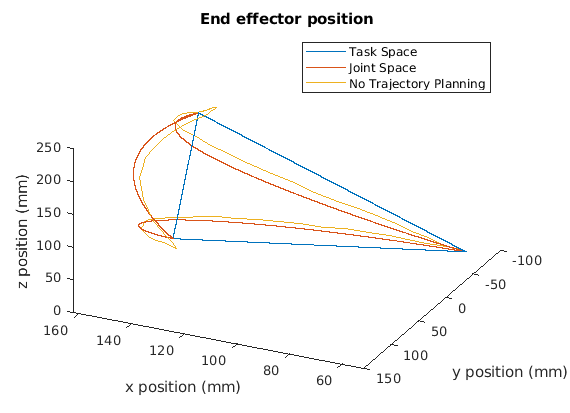 End effector position
Task Space
Joint Space
No Trajectory Planning
250
200
150
100
50
0
z position (mm)
160
140
120
100
80
60
x position (mm)
-100
-50
0
50
100
150
y position (mm)